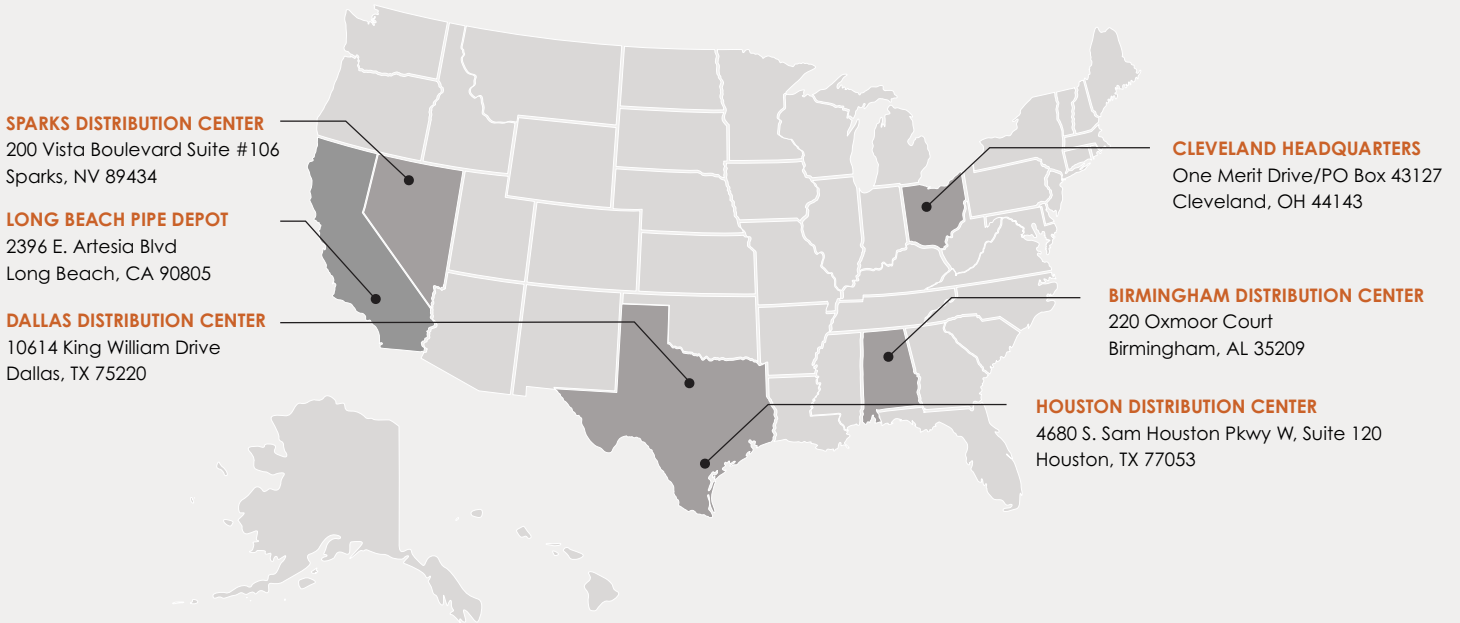 SPARKS DISTRIBUTION CENTER
200 Vista Boulevard Suite #106
Sparks, NV 89434
LONG BEACH PIPE DEPOT
2396 E. Artesia Blvd
Long Beach, CA 90805
DALLAS DISTRIBUTION CENTER
10614 King William Drive
Dallas, TX 75220
CLEVELAND HEADQUARTERS
One Merit Drive/PO Box 43127
Cleveland, OH 44143
BIRMINGHAM DISTRIBUTION CENTER
220 Oxmoor Court
Birmingham, AL 35209
HOUSTON DISTRIBUTION CENTER
4680 S. Sam Houston Pkwy W, Suite 120
Houston, TX 77053